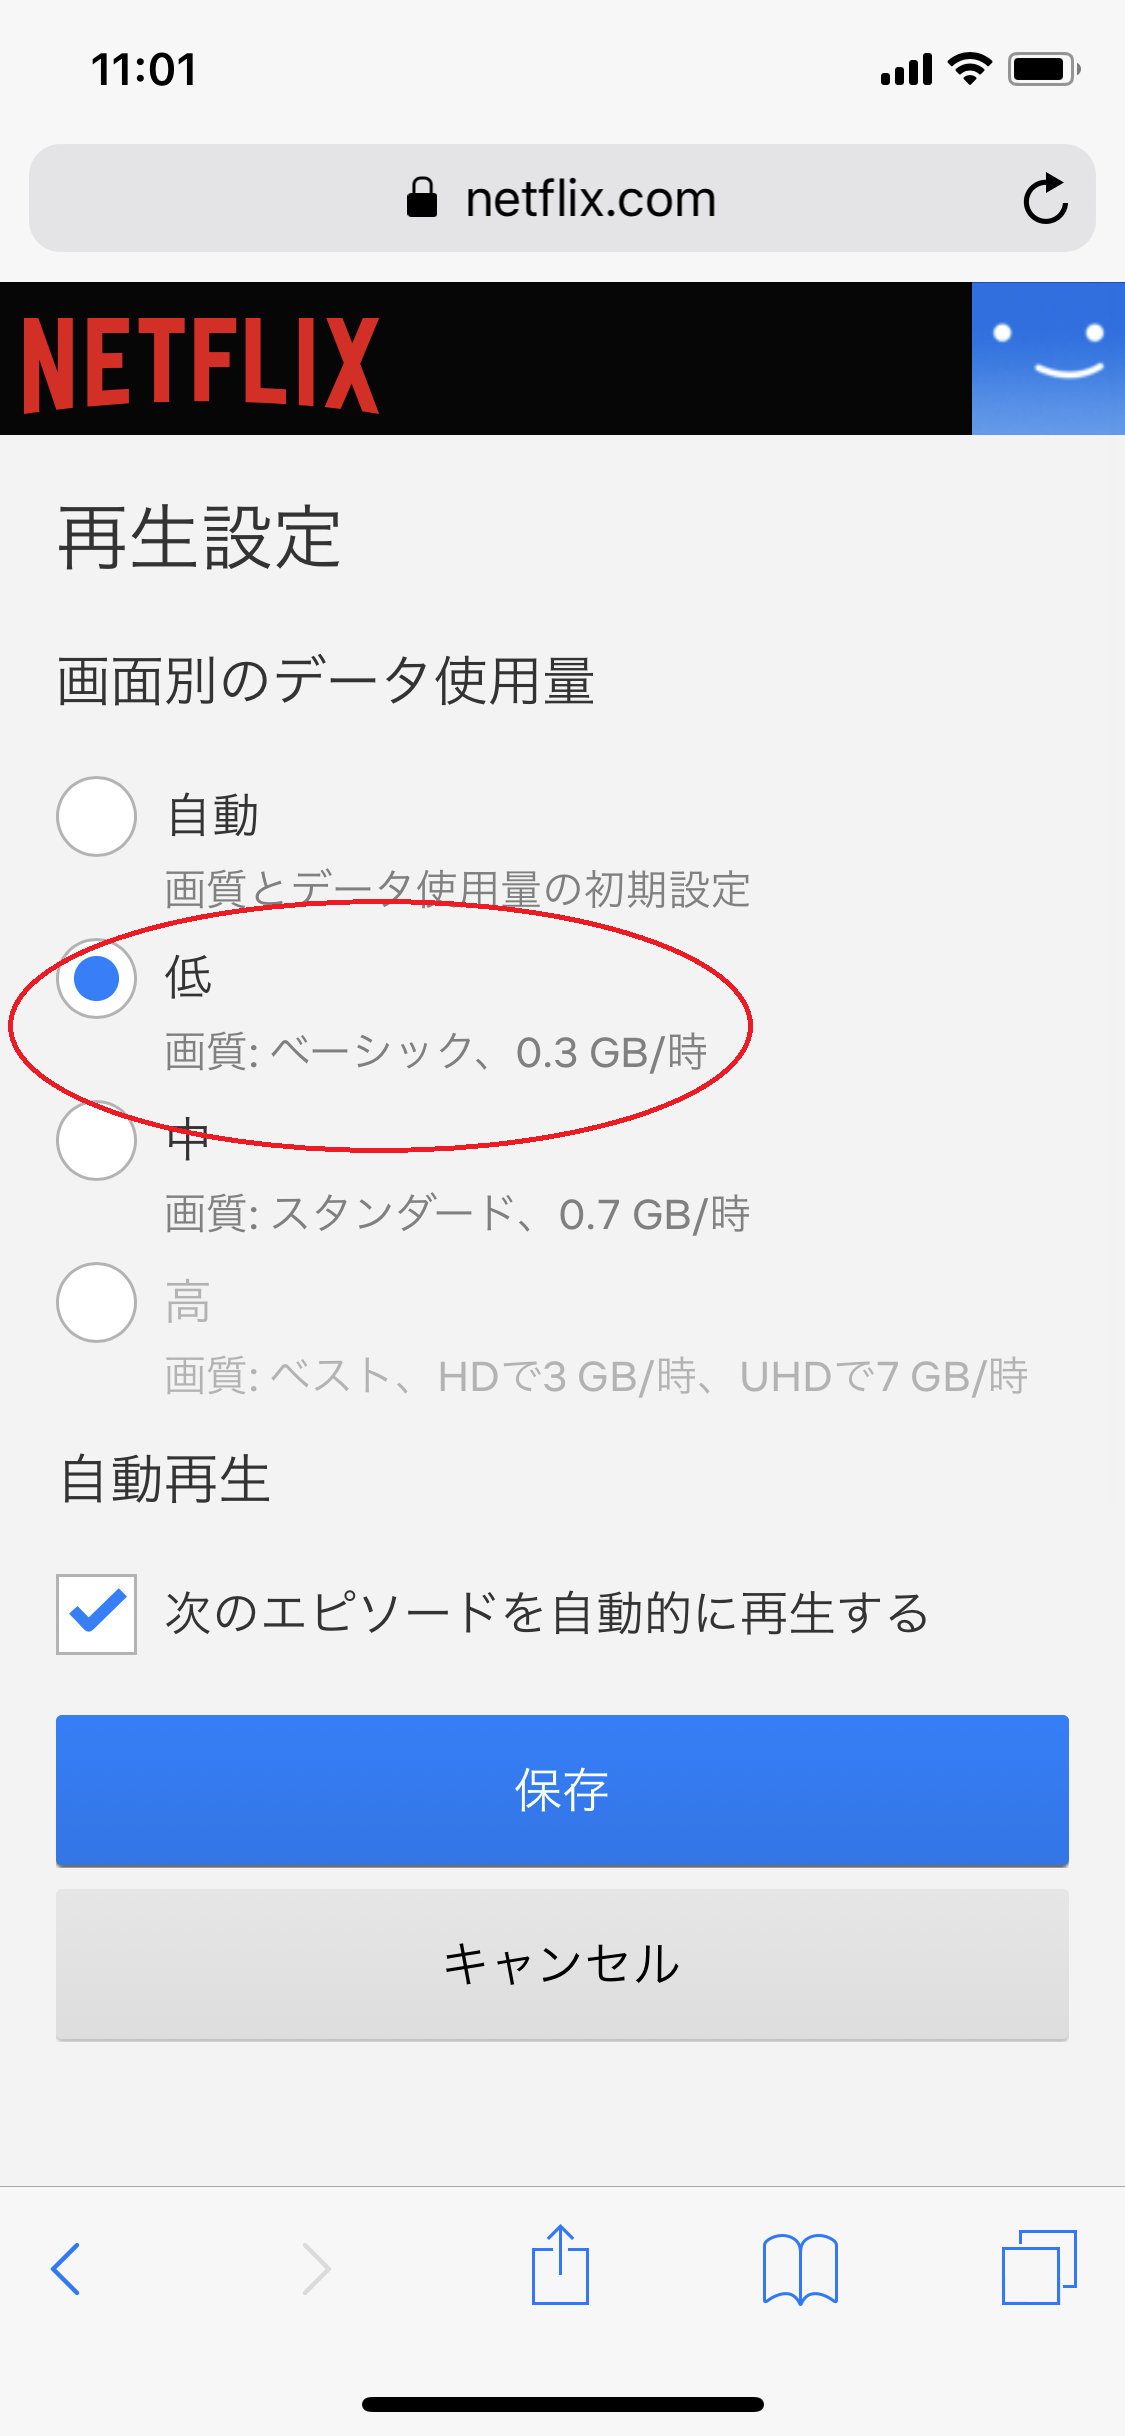 11:01
netflix.com
NETFLIX
再生設定
画面別のデータ使用量
自動
画質とデータ使用量の初期設定
低
画質: ベーシック、0.3 GB/時
中
画質: スタンダード、0.7 GB/時
高
画質: ベスト、HDで3 GB/時、UHDで7 GB/時
自動再生
次のエピソードを自動的に再生する
保存
キャンセル